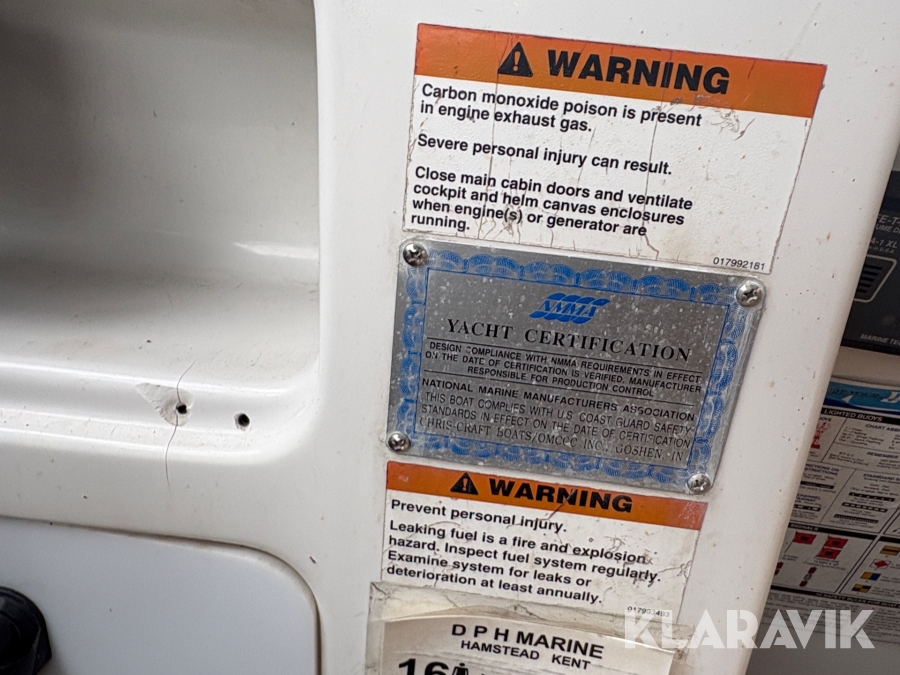 WARNING
Carbon monoxide poison is present
in engine exhaust gas.
Severe personal injury can result.
Close main cabin doors and ventilate
cockpit and helm canvas enclosures
when engine(s) or generator are
running.
017992181
NMMA
YACHT CERTIFICATION
DESIGN COMPLIANCE WITH NMMA REQUIREMENTS IN EFFECT
ON THE DATE OF CERTIFICATION IS VERIFIED. MANUFACTURER
RESPONSIBLE FOR PRODUCTION CONTROL
NATIONAL MARINE MANUFACTURERS ASSOCIATION
THIS BOAT COMPLIES WITH U.S. COAST GUARD SAFETY
STANDARDS IN EFFECT ON THE DATE OF CERTIFICATION
CHRIS-CRAFT BOATS/OMCCC INC., GOSHEN, IN
WARNING
Prevent personal injury.
Leaking fuel is a fire and explosion
hazard. Inspect fuel system regularly.
Examine system for leaks or
deterioration at least annually.
D P H MARINE
HAMSTEAD KENT
16
A-1 XL
LIGHTED BUOYS
KLARAVIK